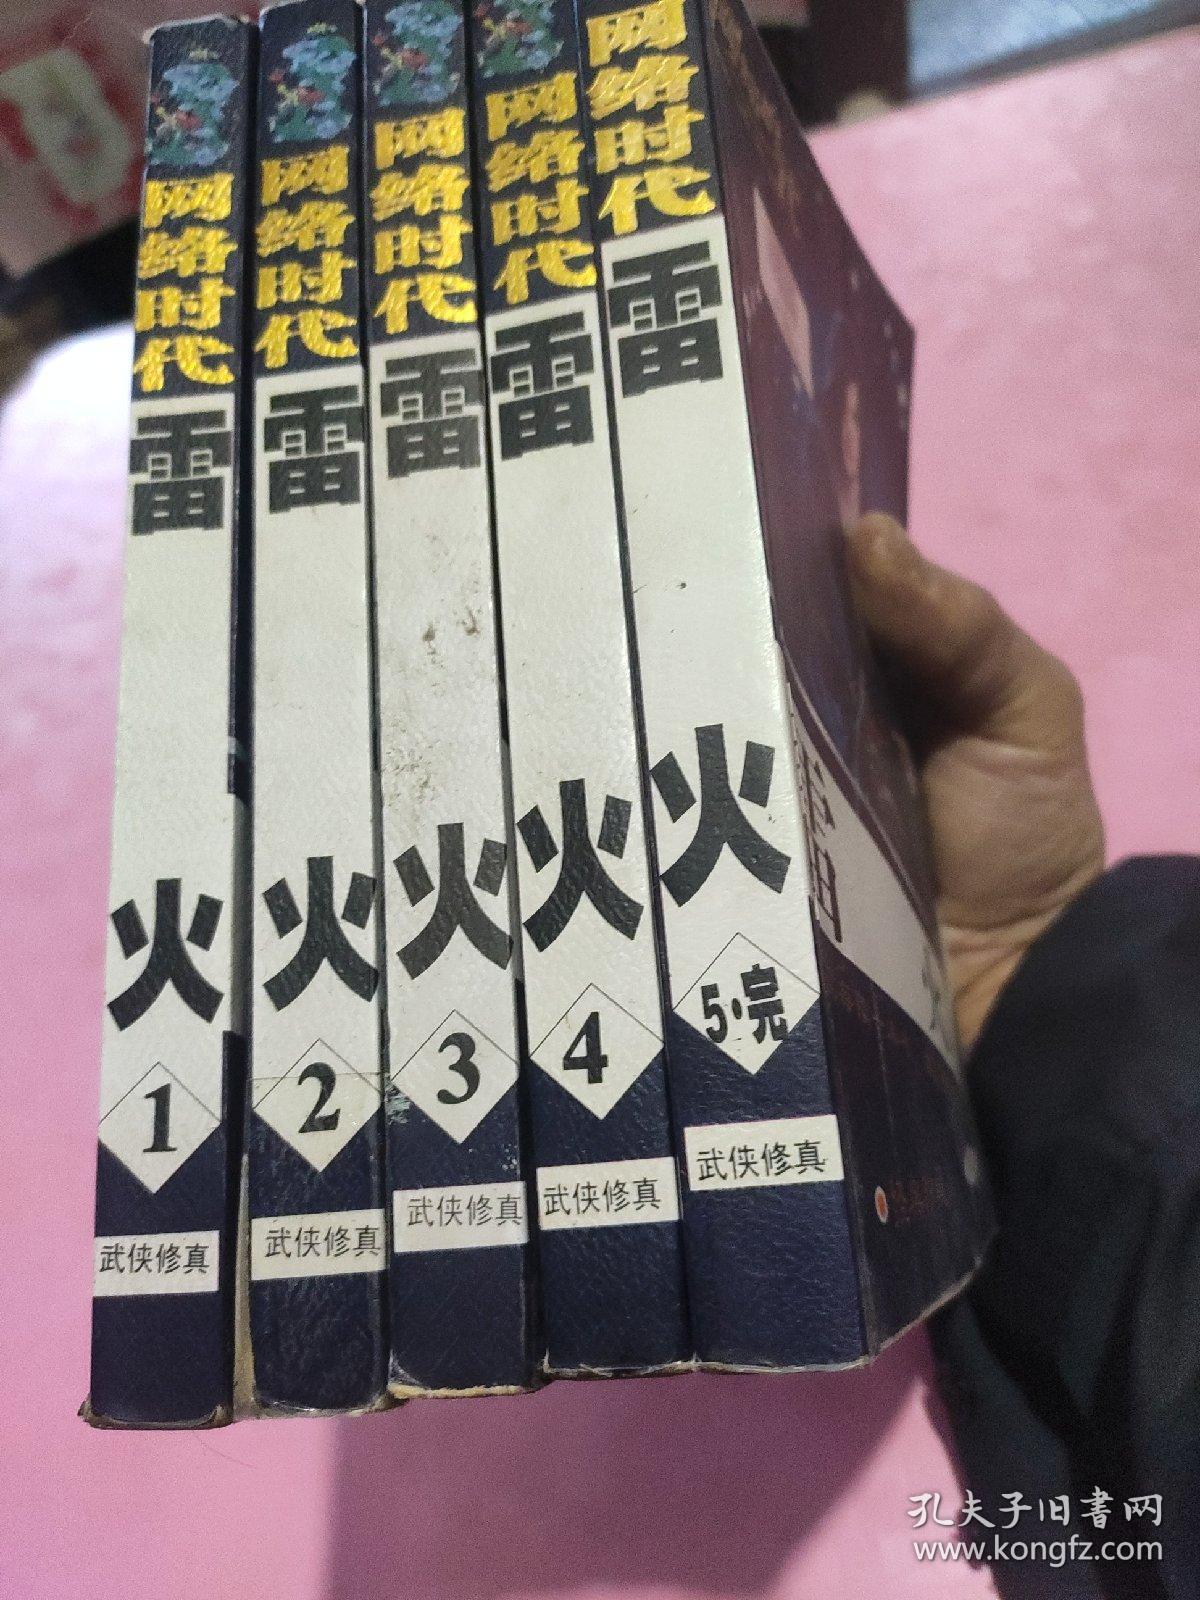 网络时代
雷火
1
武侠修真
网络时代
雷火
2
武侠修真
网络时代
雷火
3
武侠修真
网络时代
雷火
4
武侠修真
网络时代
雷火
5·完
武侠修真
孔夫子旧书网
www.kongfz.com